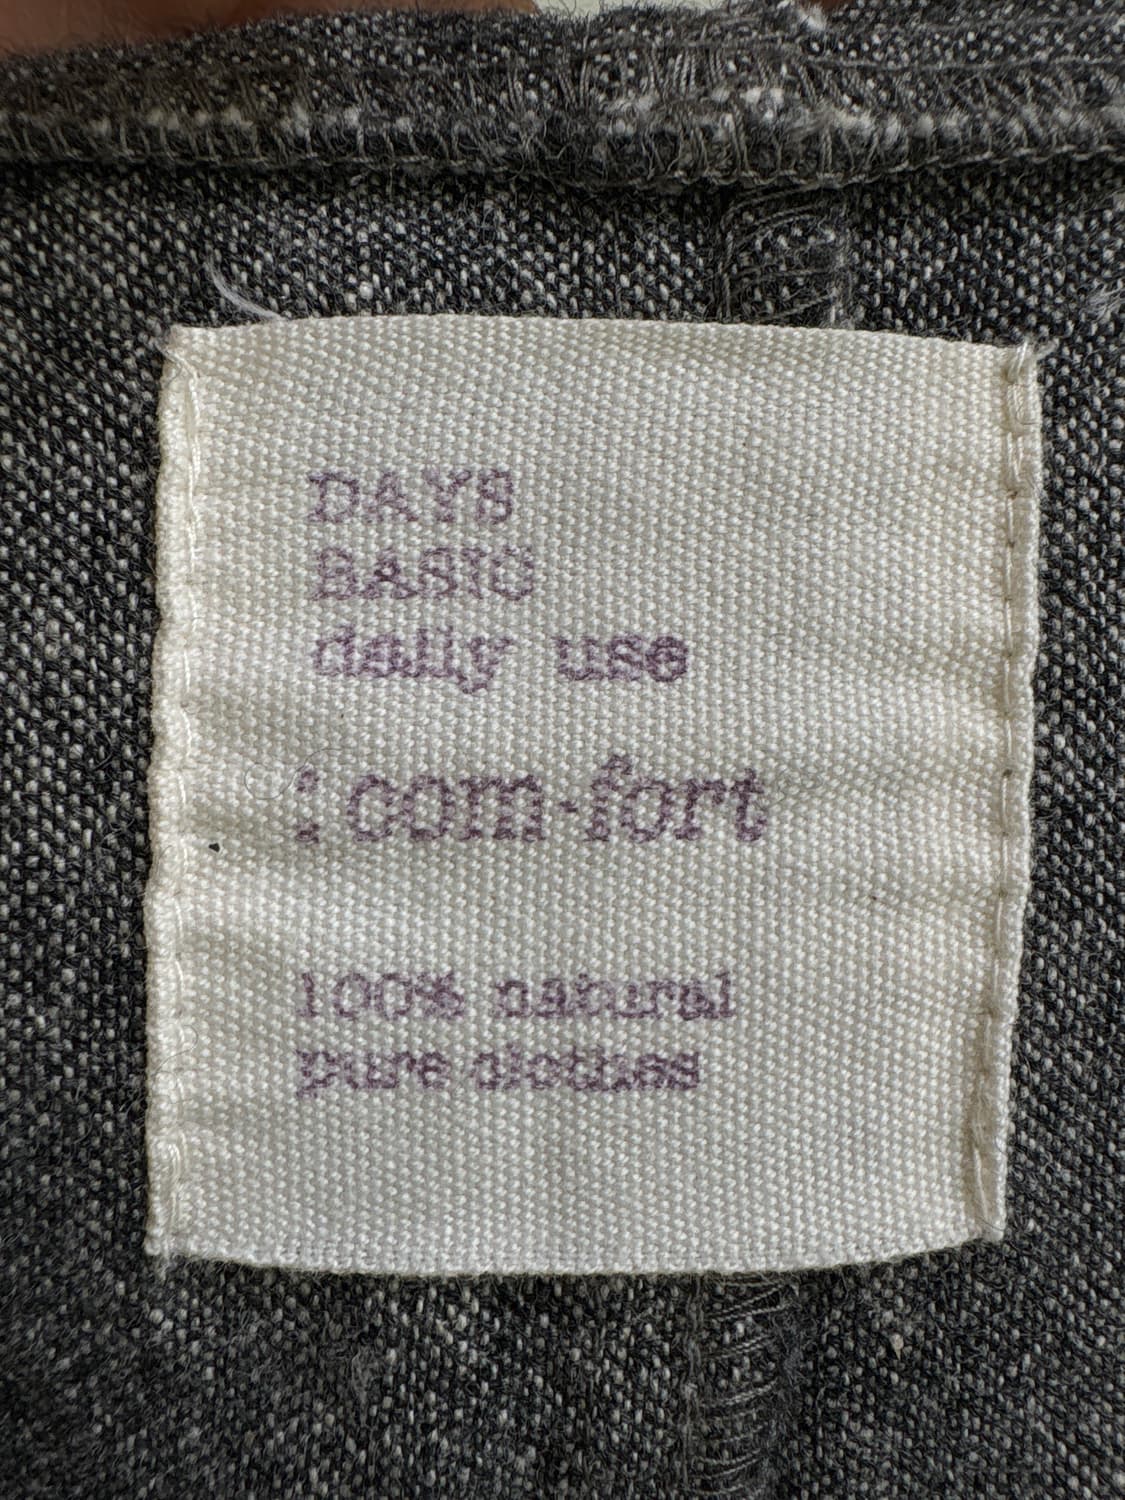 DAYS
BASIC
daily use
: com-fort
100% natural
pure clothes